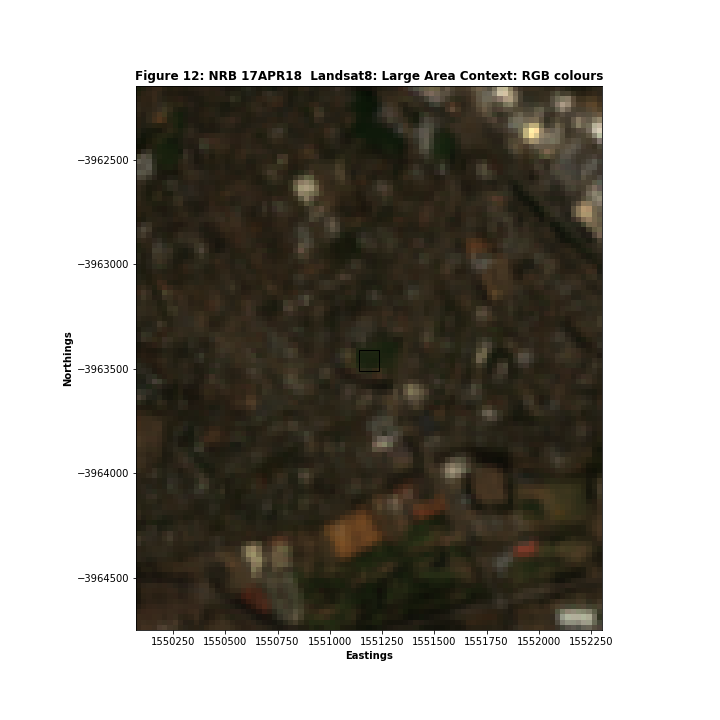 Figure 12: NRB 17APR18  Landsat8: Large Area Context: RGB colours
−3962500
−3963000
−3963500
−3964000
−3964500
Northings
1550250 1550500 1550750 1551000 1551250 1551500 1551750 1552000 1552250
Eastings